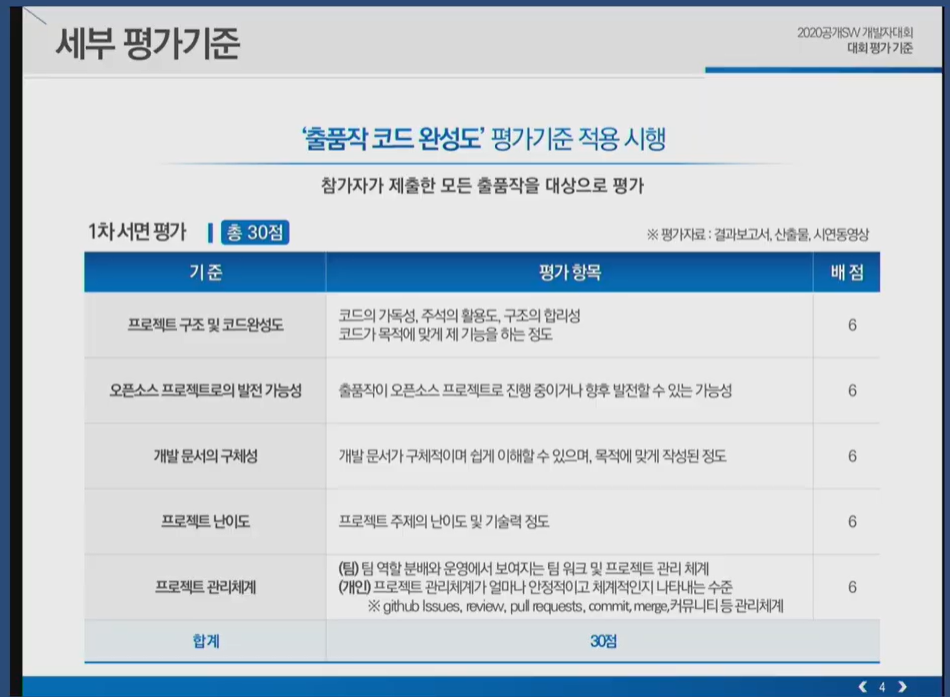 세부 평가기준
2020공개SW 개발자대회
대회 평가 기준
‘출품작 코드 완성도’ 평가기준 적용 시행
참가자가 제출한 모든 출품작을 대상으로 평가
1차 서면 평가 총 30점
※ 평가자료 : 결과보고서, 산출물, 시연동영상
기 준 평가 항목 배 점
프로젝트 구조 및 코드완성도
코드의 가독성, 주석의 활용도, 구조의 합리성
코드가 목적에 맞게 제 기능을 하는 정도
6
오픈소스 프로젝트로의 발전 가능성 출품작이 오픈소스 프로젝트로 진행 중이거나 향후 발전할 수 있는 가능성 6
개발 문서의 구체성 개발 문서가 구체적이며 쉽게 이해할 수 있으며, 목적에 맞게 작성된 정도 6
프로젝트 난이도 프로젝트 주제의 난이도 및 기술력 정도 6
프로젝트 관리체계
(팀) 팀 역할 분배와 운영에서 보여지는 팀 워크 및 프로젝트 관리 체계
(개인) 프로젝트 관리체계가 얼마나 안정적이고 체계적인지 나타내는 수준
※ github Issues, review, pull requests, commit, merge,커뮤니티 등 관리체계
6
합계 30점
4